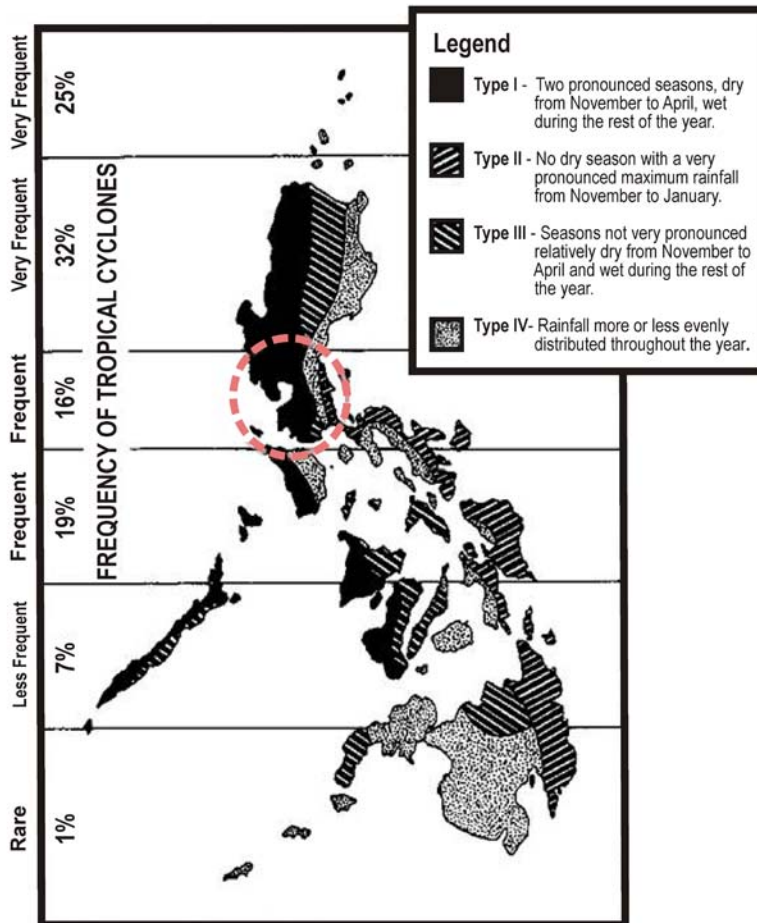 Legend
Type I - Two pronounced seasons, dry
from November to April, wet
during the rest of the year.
Type II - No dry season with a very
pronounced maximum rainfall
from November to January.
Type III - Seasons not very pronounced
relatively dry from November to
April and wet during the rest of
the year.
Type IV- Rainfall more or less evenly
distributed throughout the year.
FREQUENCY OF TROPICAL CYCLONES
Very Frequent
25%
Very Frequent
32%
Frequent
16%
Frequent
19%
Less Frequent
7%
Rare
1%